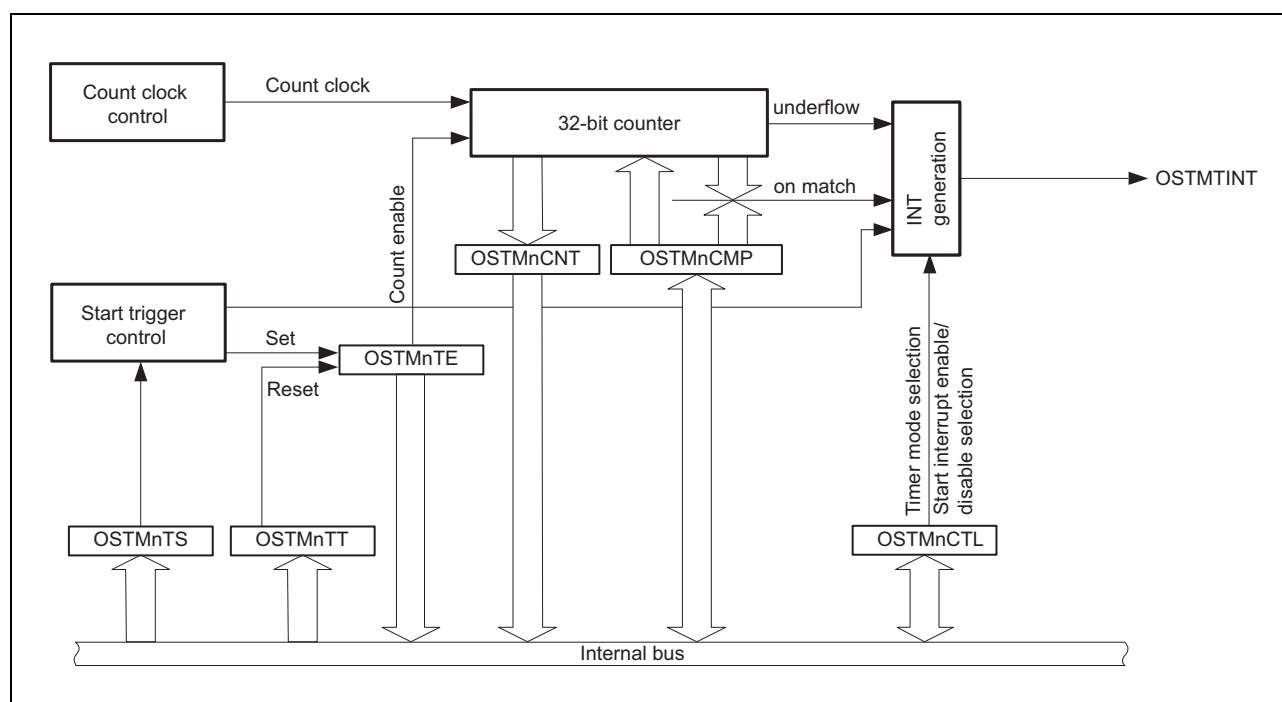 Count clock
control
Count clock
32-bit counter
underflow
INT
generation
OSTMTINT
on match
Count enable
OSTMnCNT
OSTMnCMP
Start trigger
control
Set
OSTMnTE
Reset
Timer mode selection
Start interrupt enable/
disable selection
OSTMnTS
OSTMnTT
OSTMnCTL
Internal bus